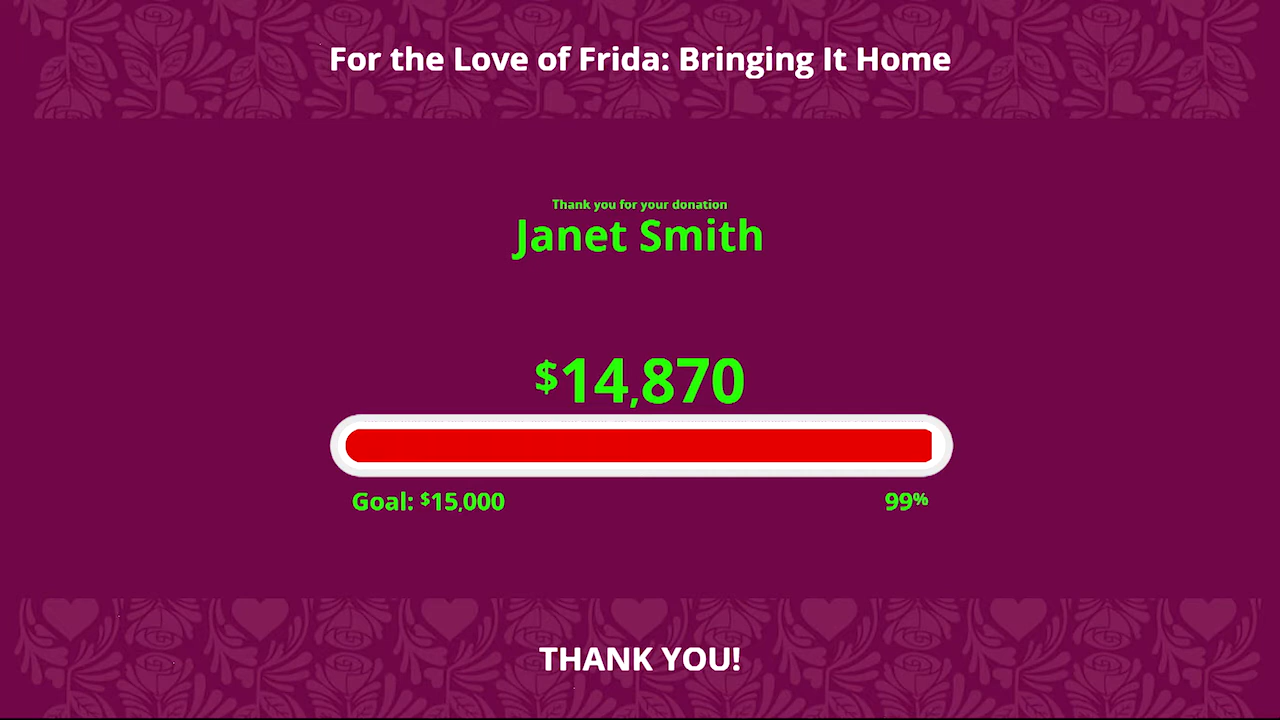 For the Love of Frida: Bringing It Home
Thank you for your donation
Janet Smith
$14,870
Goal: $15,000 99%
THANK YOU!